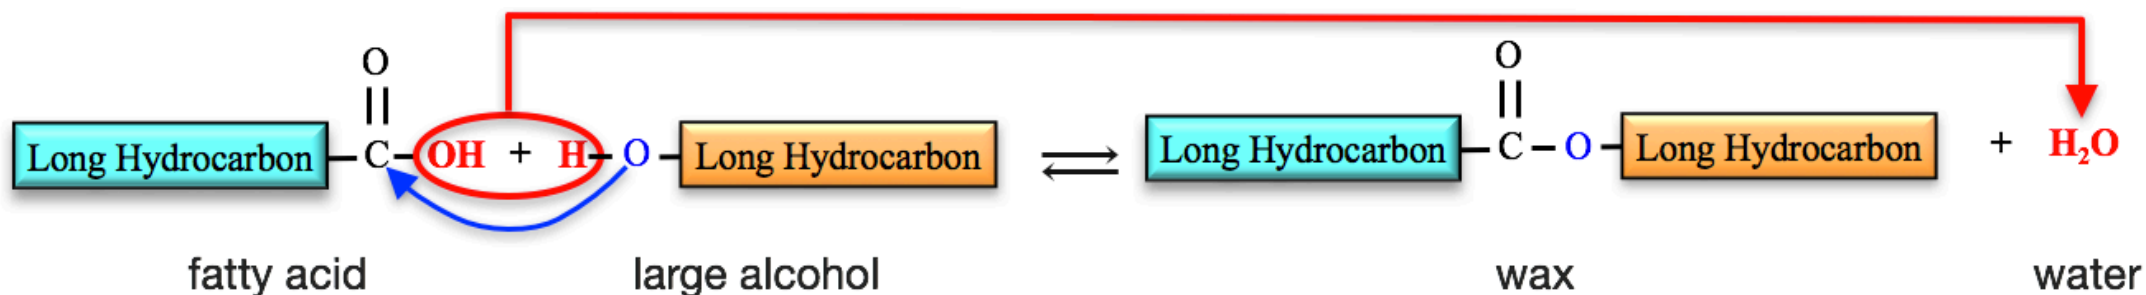 O O
Long Hydrocarbon C OH + H O Long Hydrocarbon Long Hydrocarbon C O Long Hydrocarbon + H₂O
fatty acid large alcohol wax water